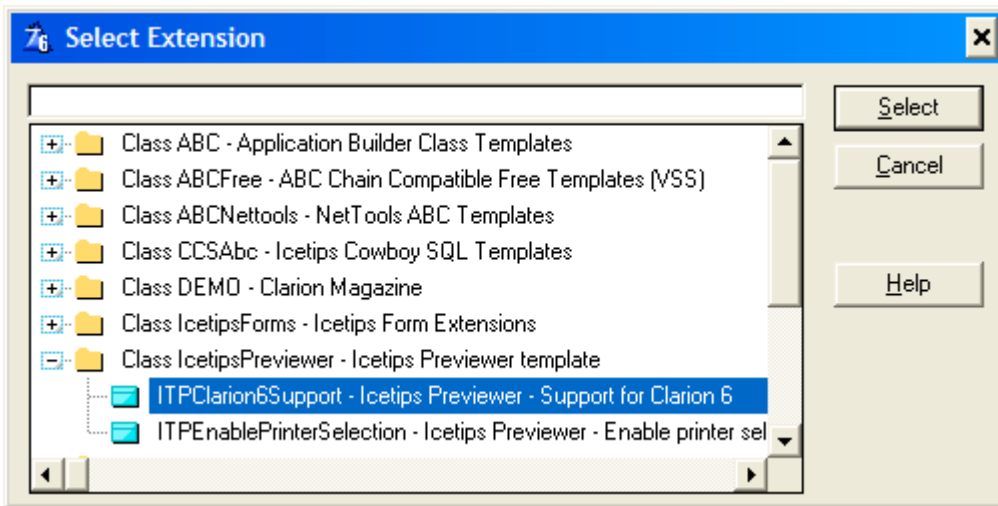 Select Extension
Select
Class ABC - Application Builder Class Templates
Class ABCFree - ABC Chain Compatible Free Templates (VSS)
Cancel
Class ABCNettools - NetTools ABC Templates
Class CCSAbc - Icetips Cowboy SQL Templates
Class DEMO - Clarion Magazine
Help
Class IcetipsForms - Icetips Form Extensions
Class IcetipsPreviewer - Icetips Previewer template
ITPClarion6Support - Icetips Previewer - Support for Clarion 6
ITPEnablePrinterSelection - Icetips Previewer - Enable printer sel